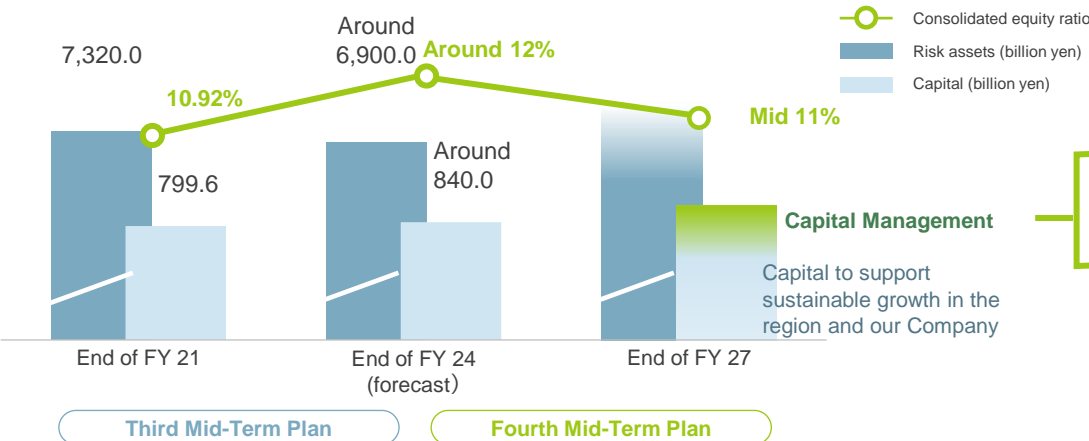 Consolidated equity ratio
Risk assets (billion yen)
Capital (billion yen)
7,320.0
10.92%
799.6
Around
6,900.0
Around 12%
Around
840.0
Mid 11%
Capital Management
Capital to support
sustainable growth in the
region and our Company
End of FY 21
End of FY 24
(forecast）
End of FY 27
Third Mid-Term Plan
Fourth Mid-Term Plan